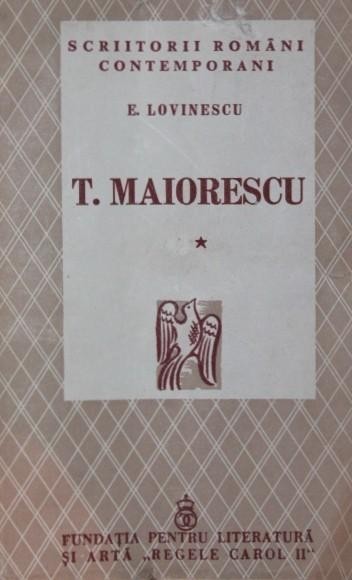 SCRIITORII ROMÂNI
CONTEMPORANI
E. LOVINESCU
T. MAIORESCU
FUNDAȚIA PENTRU LITERATURĂ
ȘI ARTĂ „REGELE CAROL II"